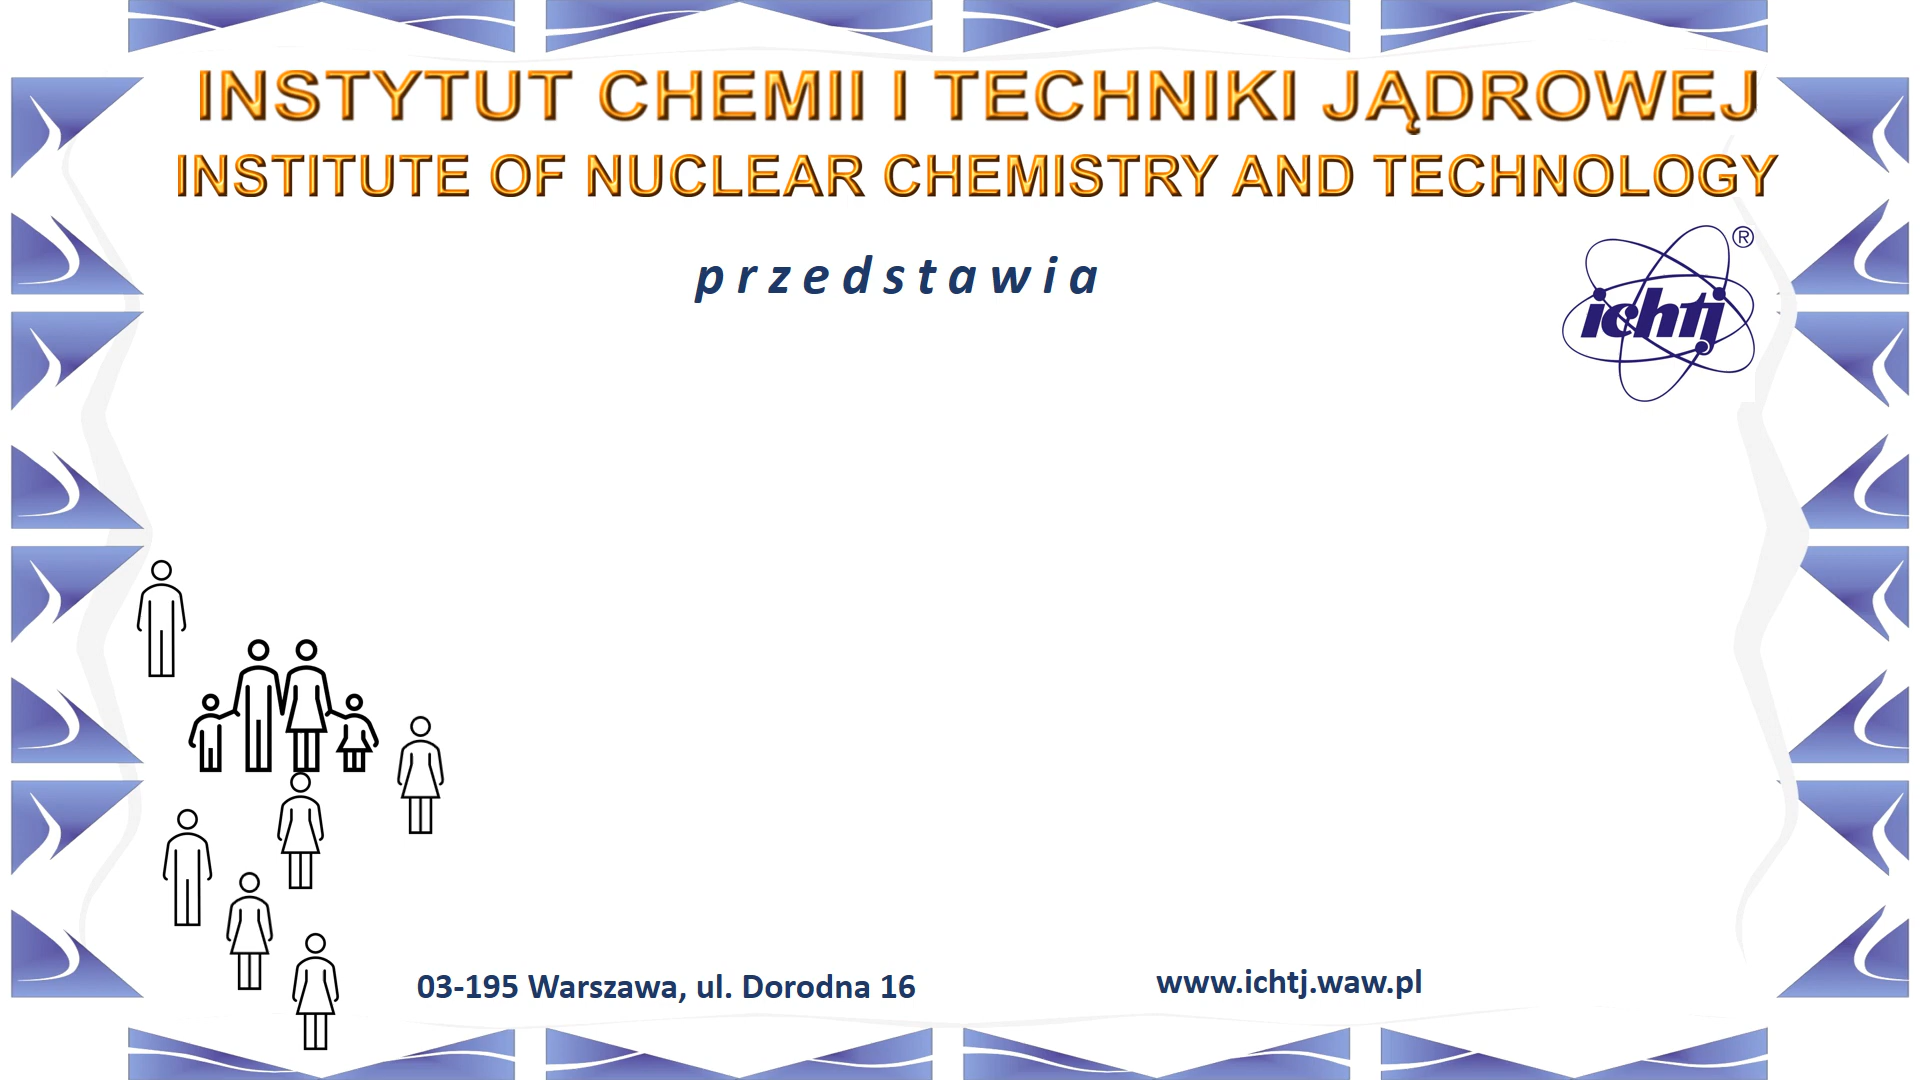 INSTYTUT CHEMII I TECHNIKI JĄDROWEJ
INSTITUTE OF NUCLEAR CHEMISTRY AND TECHNOLOGY
przedstawia
®
ichtj
03-195 Warszawa, ul. Dorodna 16
www.ichtj.waw.pl